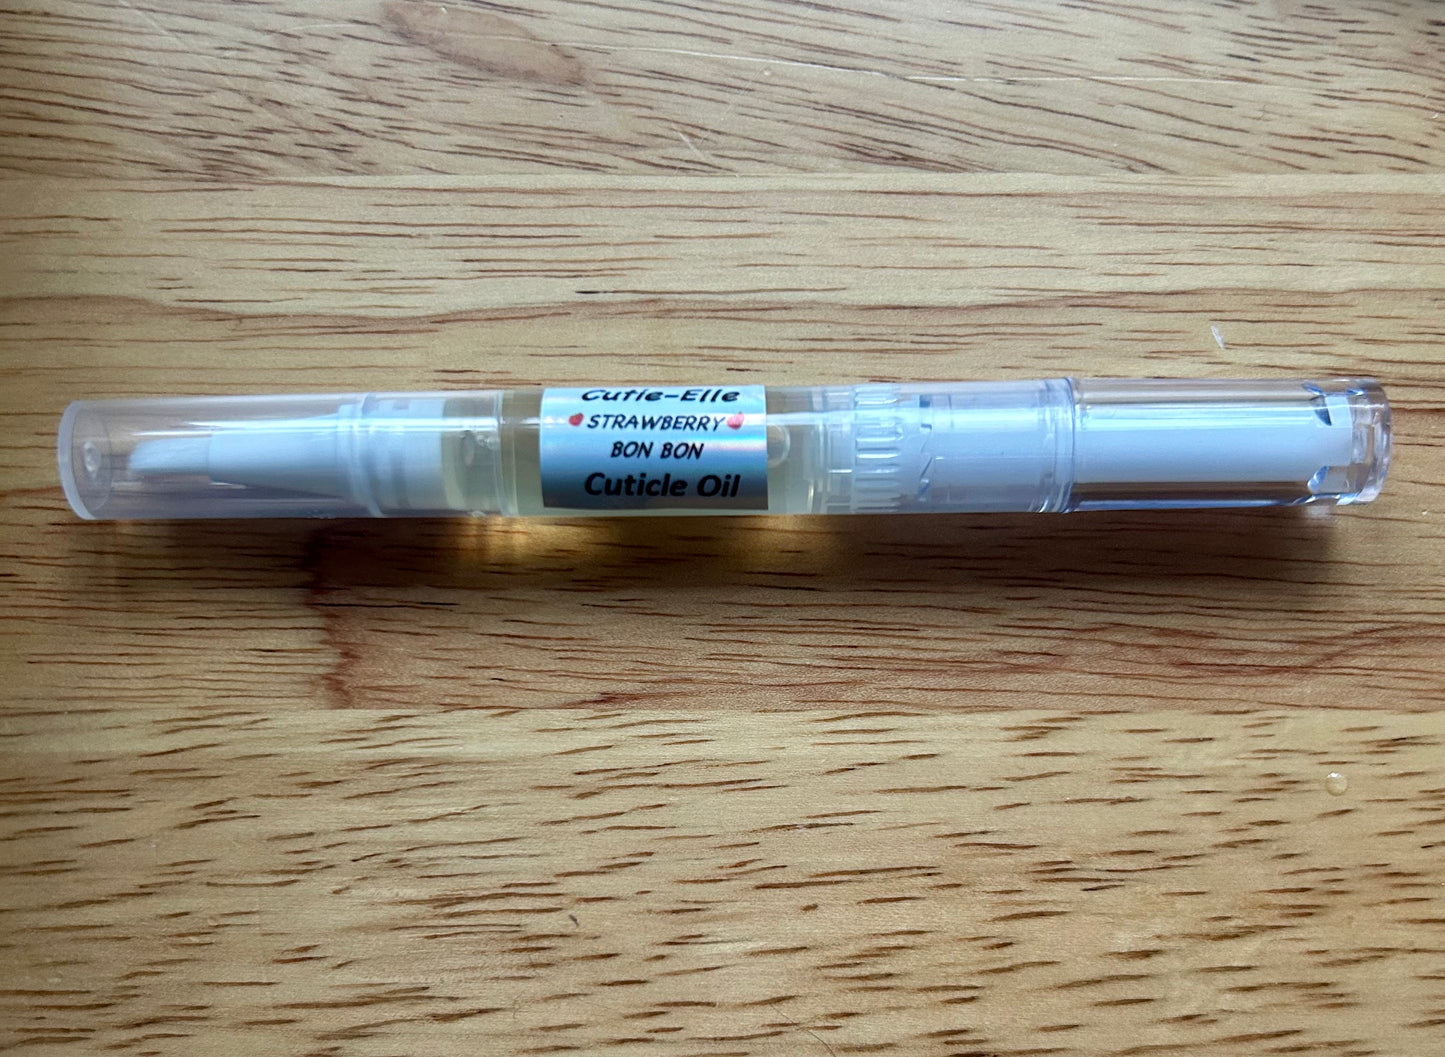 Cutie-Elle
STRAWBERRY
BON BON
Cuticle Oil